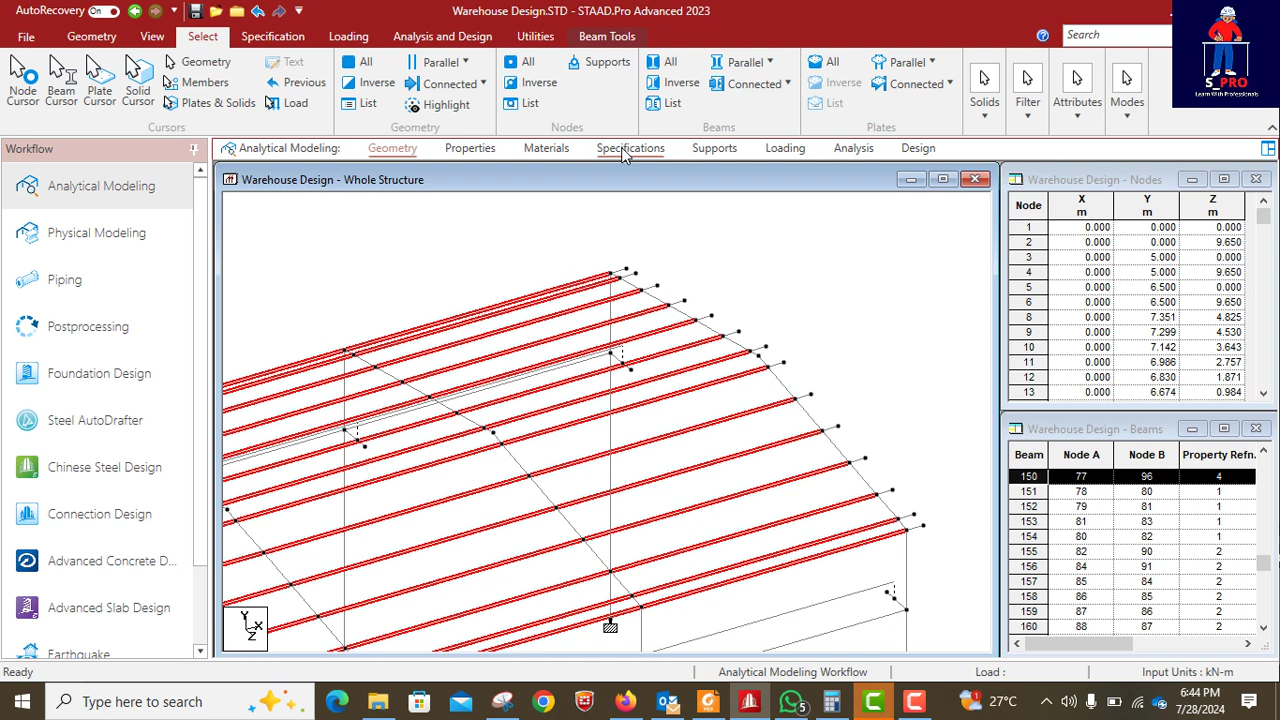 AutoRecovery On
Warehouse Design.STD - STAAD.Pro Advanced 2023
File Geometry View Select Specification Loading Analysis and Design Utilities Beam Tools
Search
Node Cursor
Beam Cursor
Plate Cursor
Solid Cursor
Geometry
Members
Plates & Solids
Text
Previous
Load
Cursors
All
Inverse
List
Parallel
Connected
Highlight
Geometry
All
Inverse
List
Supports
Nodes
All
Inverse
List
Parallel
Connected
Beams
All
Inverse
List
Parallel
Connected
Plates
Solids
Filter
Attributes
Modes
S_PRO
Learn With Professionals
Workflow
Analytical Modeling: Geometry Properties Materials Specifications Supports Loading Analysis Design
Analytical Modeling
Physical Modeling
Piping
Postprocessing
Foundation Design
Steel AutoDrafter
Chinese Steel Design
Connection Design
Advanced Concrete D...
Advanced Slab Design
Earthquake
Warehouse Design - Whole Structure
Y
X
Z
Warehouse Design - Nodes
Node X m Y m Z m
1 0.000 0.000 0.000
2 0.000 0.000 9.650
3 0.000 5.000 0.000
4 0.000 5.000 9.650
5 0.000 6.500 0.000
6 0.000 6.500 9.650
8 0.000 7.351 4.825
9 0.000 7.299 4.530
10 0.000 7.142 3.643
11 0.000 6.986 2.757
12 0.000 6.830 1.871
13 0.000 6.674 0.984
Warehouse Design - Beams
Beam Node A Node B Property Refn.
150 77 96 4
151 78 80 1
152 79 81 1
153 81 83 1
154 80 82 1
155 82 90 2
156 84 91 2
157 85 84 2
158 86 85 2
159 87 86 2
160 88 87 2
Ready
Analytical Modeling Workflow
Load :
Input Units : kN-m
Type here to search
5
27°C
6:44 PM
7/28/2024